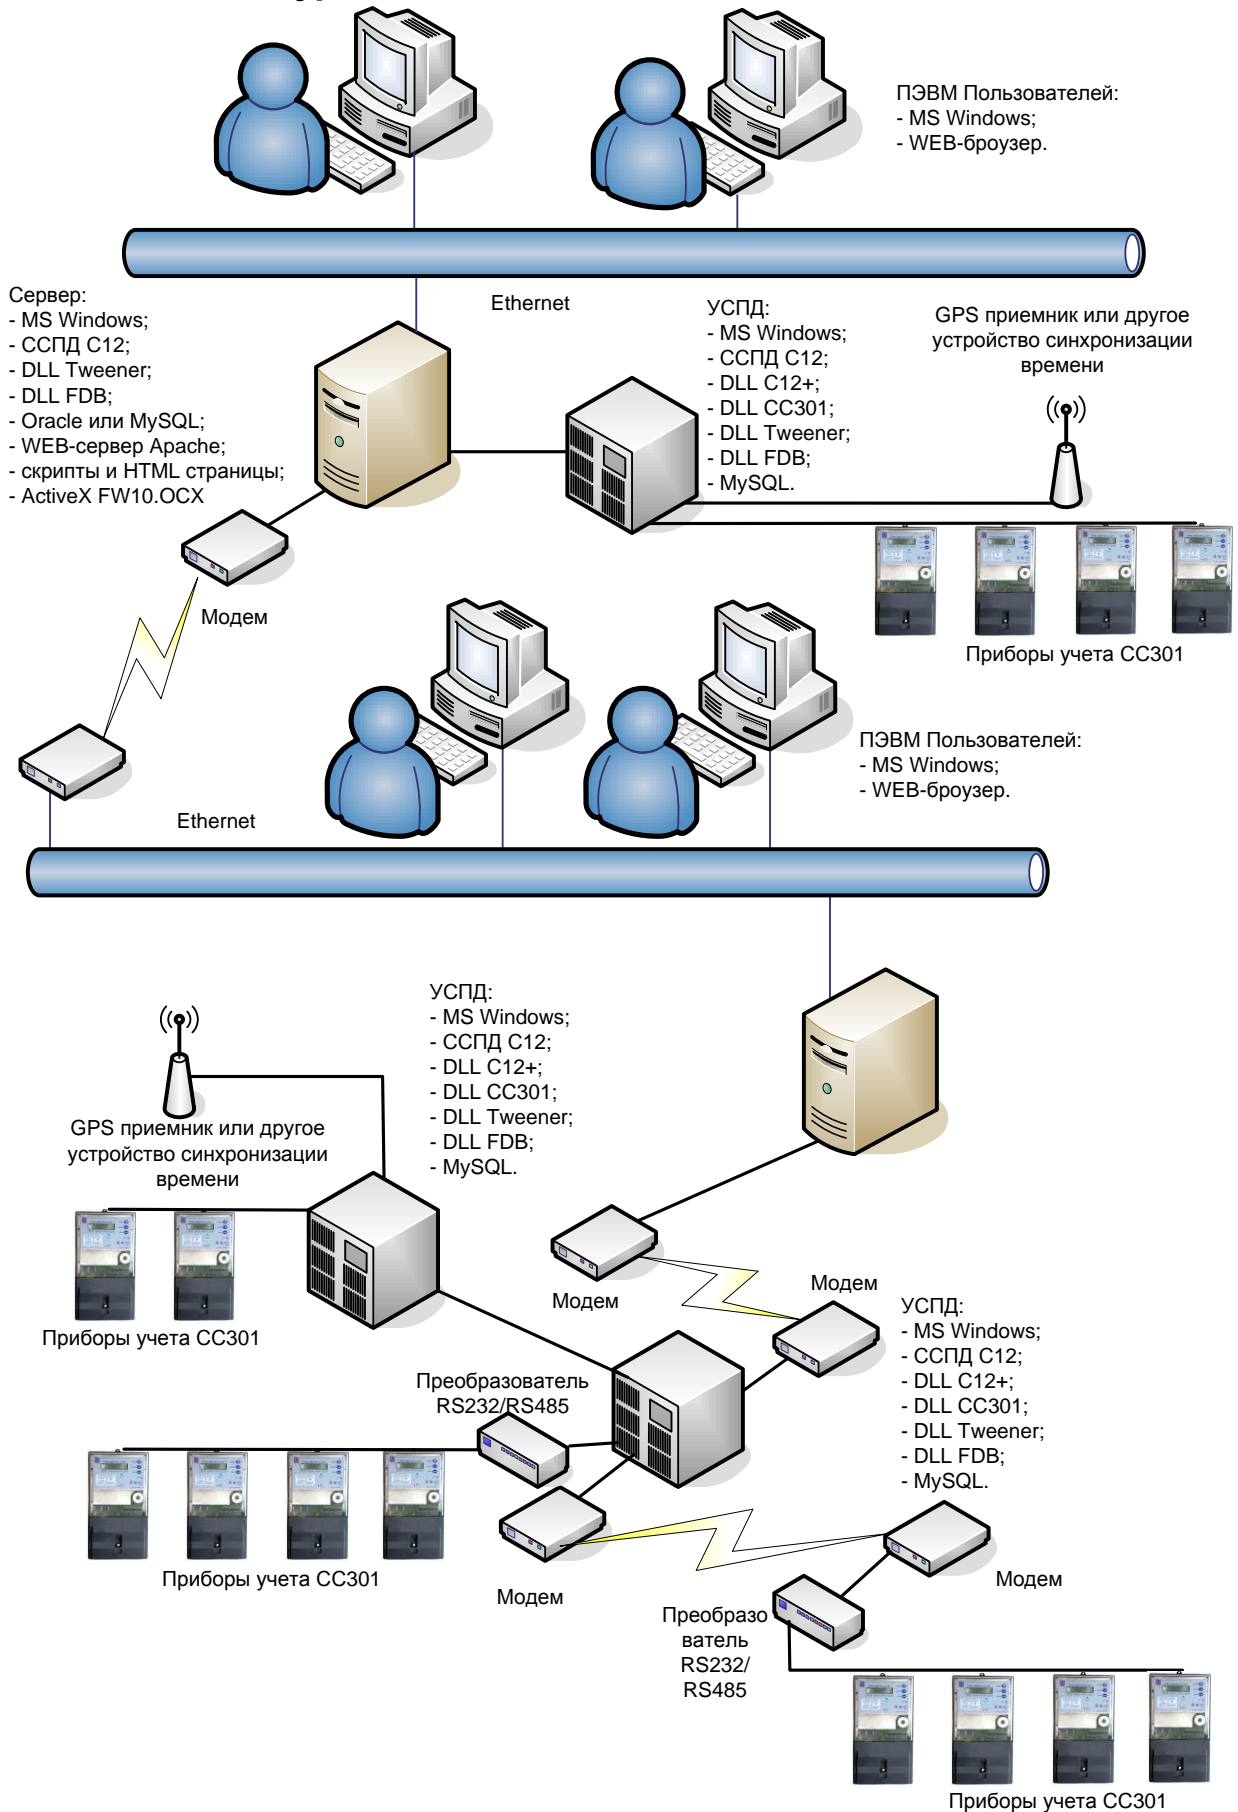 ПЭВМ Пользователей:
- MS Windows;
- WEB-броузер.
Ethernet
Сервер:
- MS Windows;
- ССПД С12;
- DLL Tweener;
- DLL FDB;
- Oracle или MySQL;
- WEB-сервер Apache;
- скрипты и HTML страницы;
- ActiveX FW10.OCX
УСПД:
- MS Windows;
- ССПД С12;
- DLL C12+;
- DLL CC301;
- DLL Tweener;
- DLL FDB;
- MySQL.
GPS приемник или другое
устройство синхронизации
времени
Модем
Приборы учета СС301
ПЭВМ Пользователей:
- MS Windows;
- WEB-броузер.
Ethernet
УСПД:
- MS Windows;
- ССПД С12;
- DLL C12+;
- DLL CC301;
- DLL Tweener;
- DLL FDB;
- MySQL.
GPS приемник или другое
устройство синхронизации
времени
Приборы учета СС301
Модем
Модем
УСПД:
- MS Windows;
- ССПД С12;
- DLL C12+;
- DLL CC301;
- DLL Tweener;
- DLL FDB;
- MySQL.
Преобразователь
RS232/RS485
Приборы учета СС301
Модем
Модем
Преобразо
ватель
RS232/
RS485
Приборы учета СС301